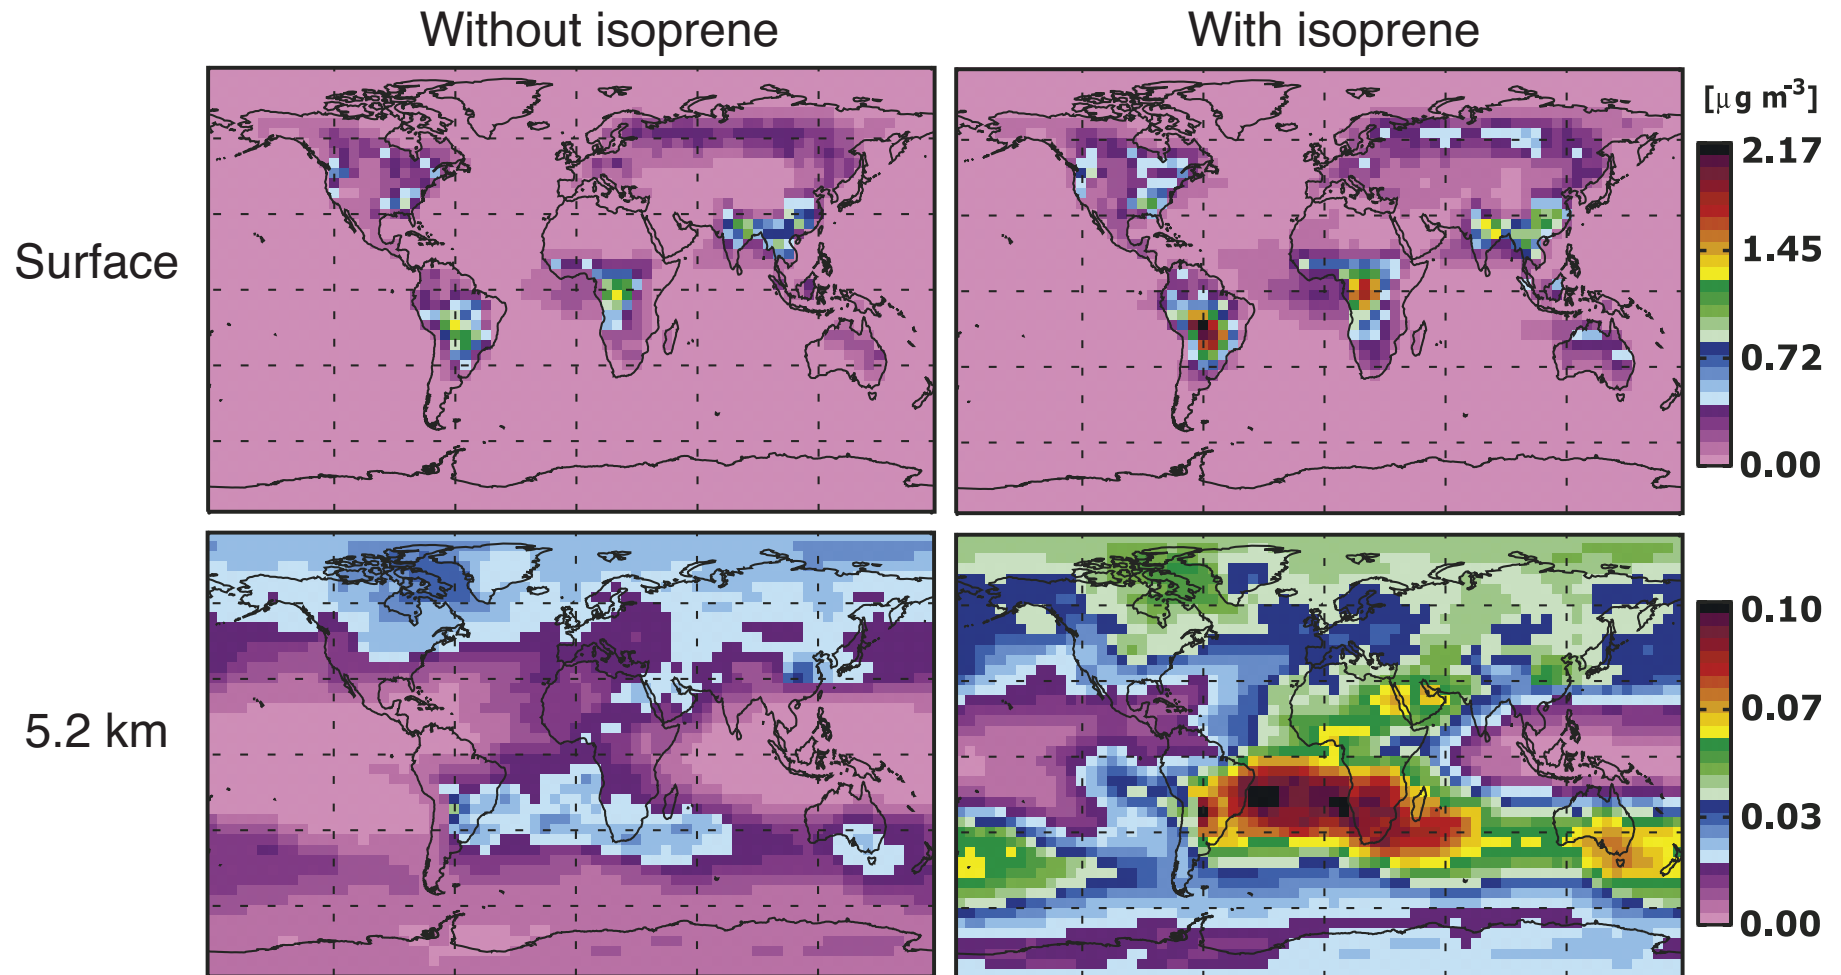 Without isoprene
With isoprene
[μg m-3]
Surface
2.17
1.45
0.72
0.00
5.2 km
0.10
0.07
0.03
0.00